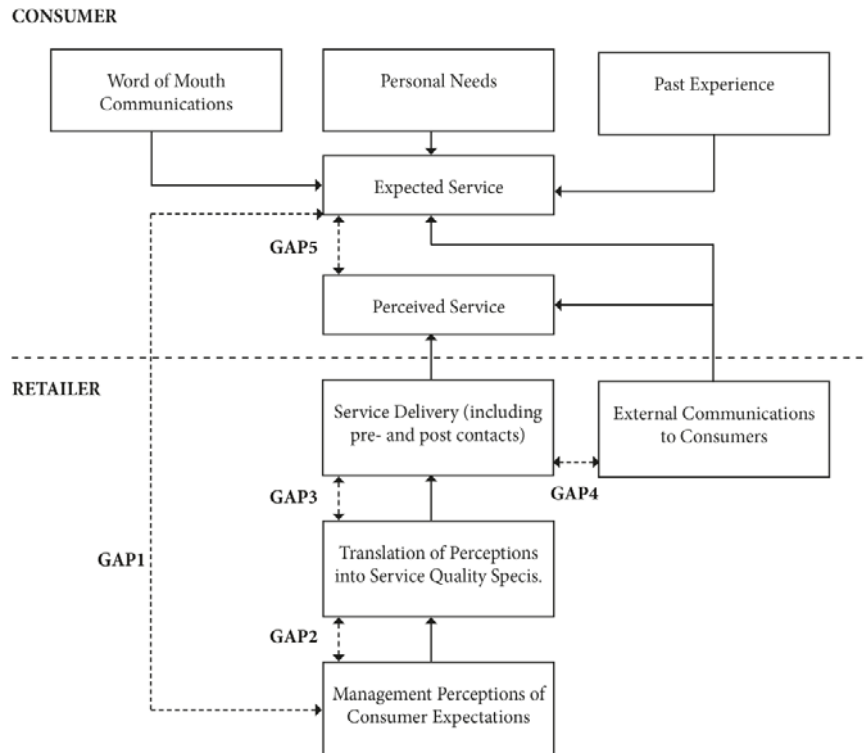 CONSUMER
Word of Mouth
Communications
Personal Needs
Past Experience
Expected Service
GAP5
Perceived Service
RETAILER
Service Delivery (including
pre- and post contacts)
External Communications
to Consumers
GAP3
GAP4
GAP1
Translation of Perceptions
into Service Quality Specis.
GAP2
Management Perceptions of
Consumer Expectations